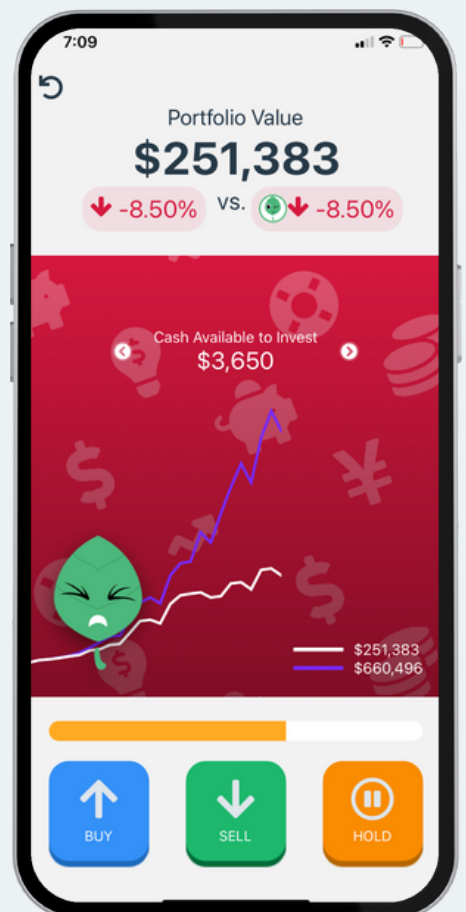 7:09
Portfolio Value
$251,383
-8.50% VS. -8.50%
Cash Available to Invest
$3,650
$251,383
$660,496
BUY SELL HOLD